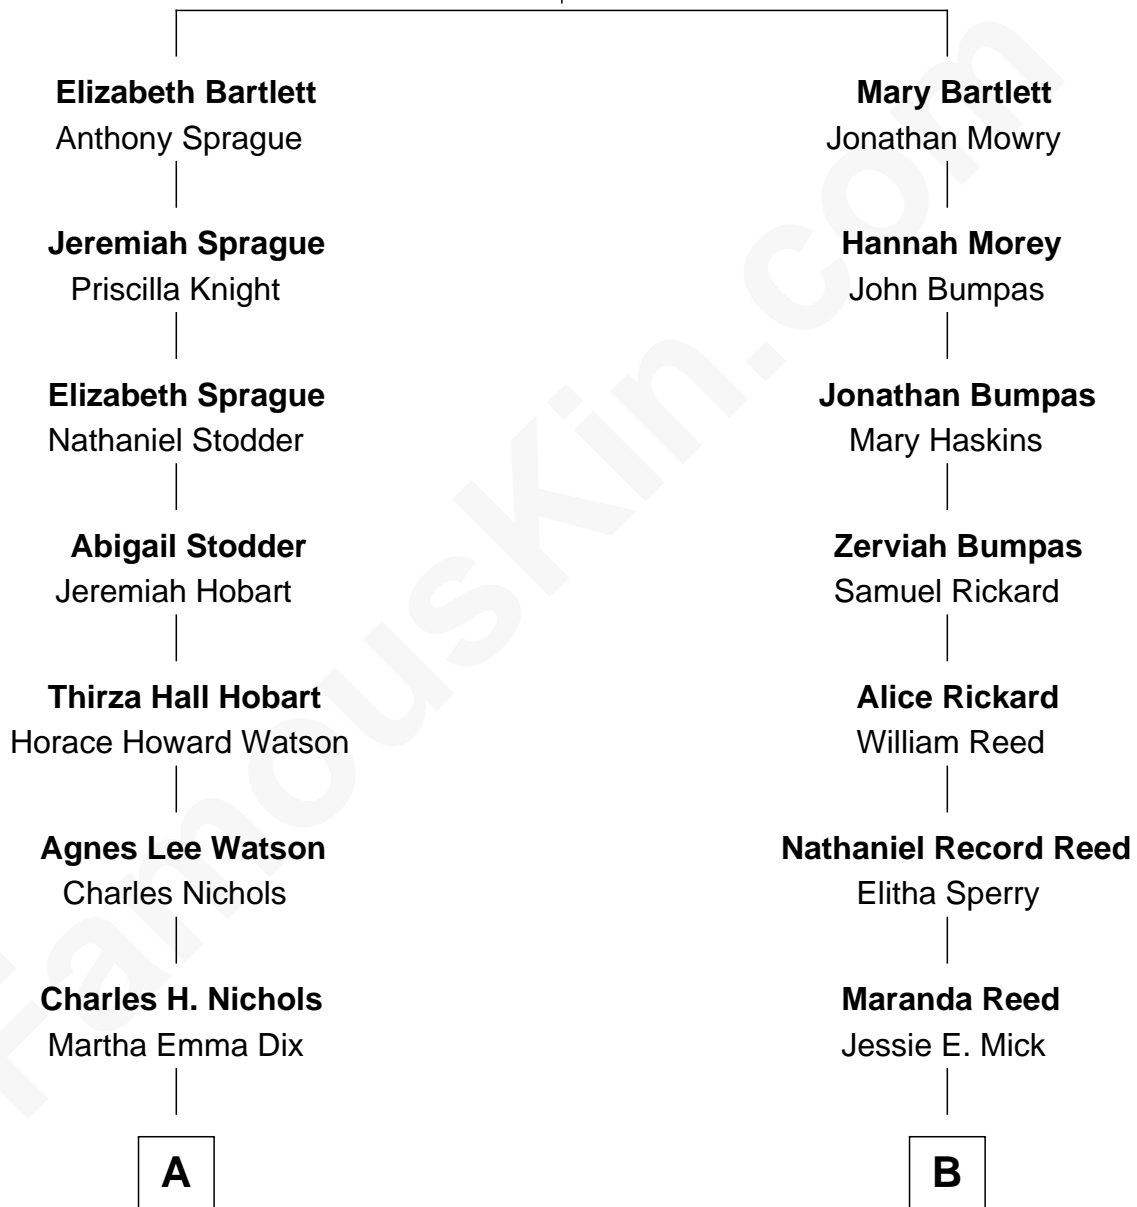 Elizabeth Bartlett
Anthony Sprague
Jeremiah Sprague
Priscilla Knight
Elizabeth Sprague
Nathaniel Stodder
Abigail Stodder
Jeremiah Hobart
Thirza Hall Hobart
Horace Howard Watson
Agnes Lee Watson
Charles Nichols
Charles H. Nichols
Martha Emma Dix
A
Mary Bartlett
Jonathan Mowry
Hannah Morey
John Bumpas
Jonathan Bumpas
Mary Haskins
Zerviah Bumpas
Samuel Rickard
Alice Rickard
William Reed
Nathaniel Record Reed
Elitha Sperry
Maranda Reed
Jessie E. Mick
B
FamousKin.com